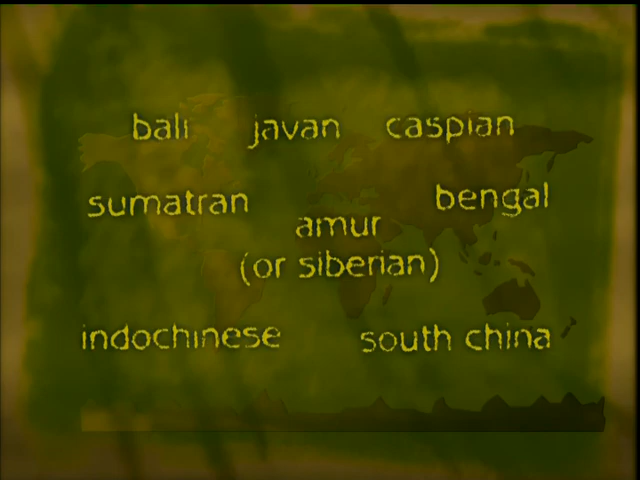 bali javan caspian
sumatran bengal
amur
(or siberian)
indochinese south china